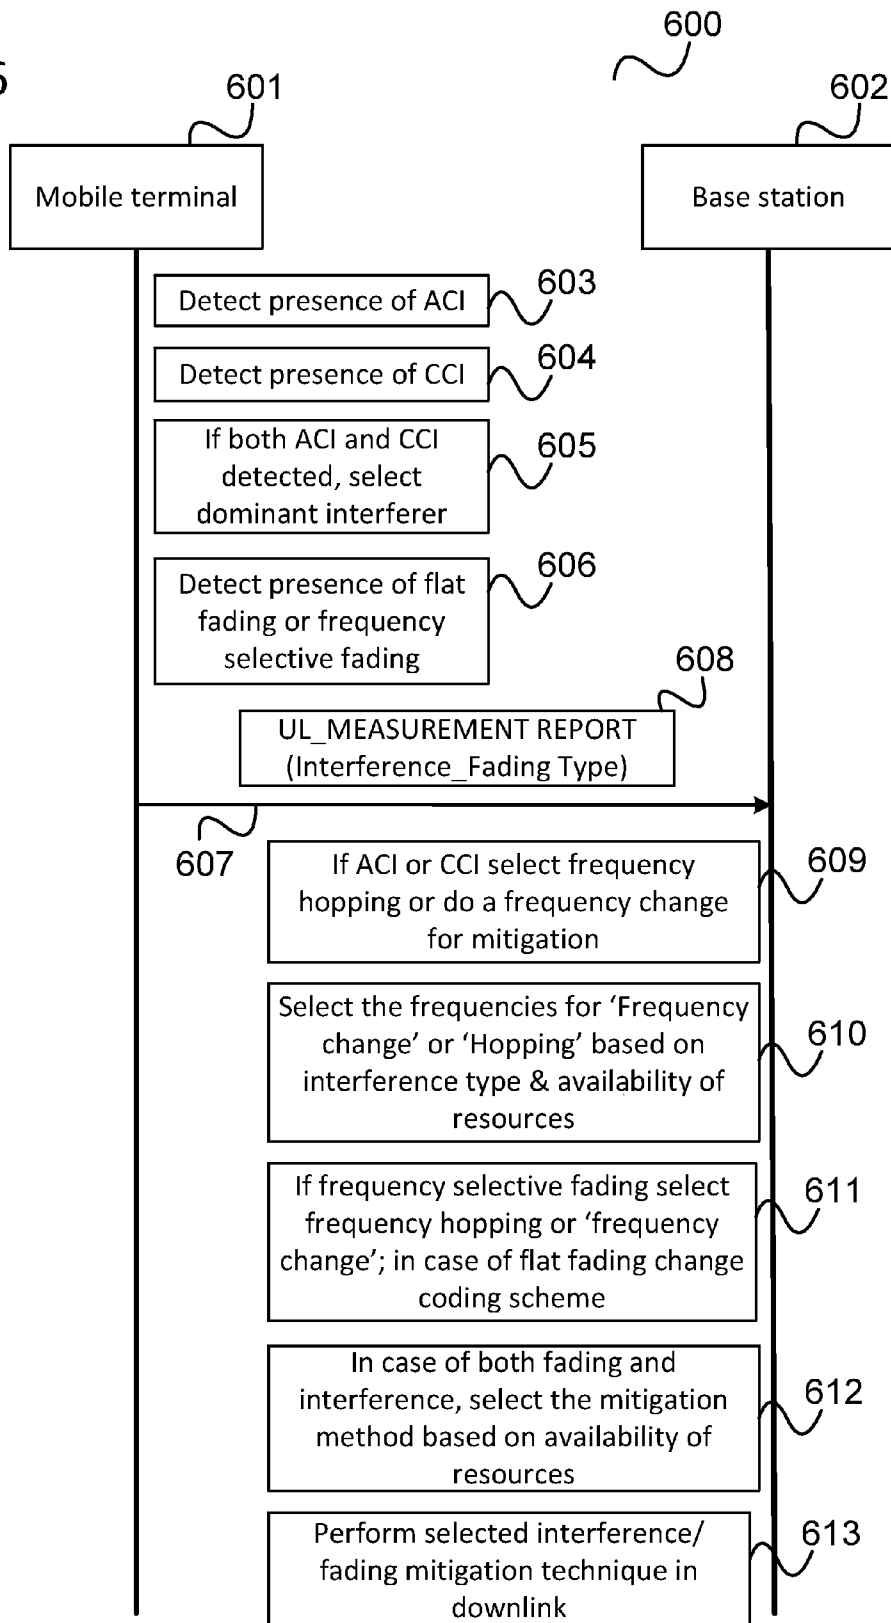 600
6
601
602
Mobile terminal
Base station
Detect presence of ACI
603
Detect presence of CCI
604
If both ACI and CCI
detected, select
dominant interferer
605
Detect presence of flat
fading or frequency
selective fading
606
608
UL_MEASUREMENT REPORT
(Interference_Fading Type)
607
If ACI or CCI select frequency
hopping or do a frequency change
for mitigation
609
Select the frequencies for ‘Frequency
change’ or ‘Hopping’ based on
interference type & availability of
resources
610
If frequency selective fading select
frequency hopping or ‘frequency
change’; in case of flat fading change
coding scheme
611
In case of both fading and
interference, select the mitigation
method based on availability of
resources
612
Perform selected interference/
fading mitigation technique in
downlink
613